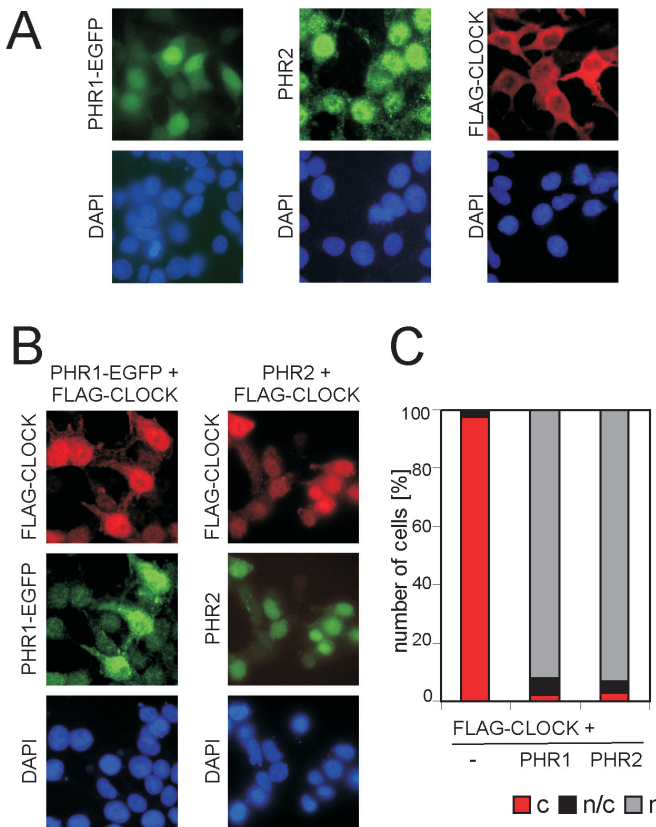 A
PHR1-EGFP
PHR2
FLAG-CLOCK
DAPI
DAPI
DAPI
B
PHR1-EGFP +
FLAG-CLOCK
PHR2 +
FLAG-CLOCK
FLAG-CLOCK
FLAG-CLOCK
PHR1-EGFP
PHR2
DAPI
DAPI
C
number of cells [%]
100
80
60
40
20
0
FLAG-CLOCK +
- PHR1 PHR2
c n/c n